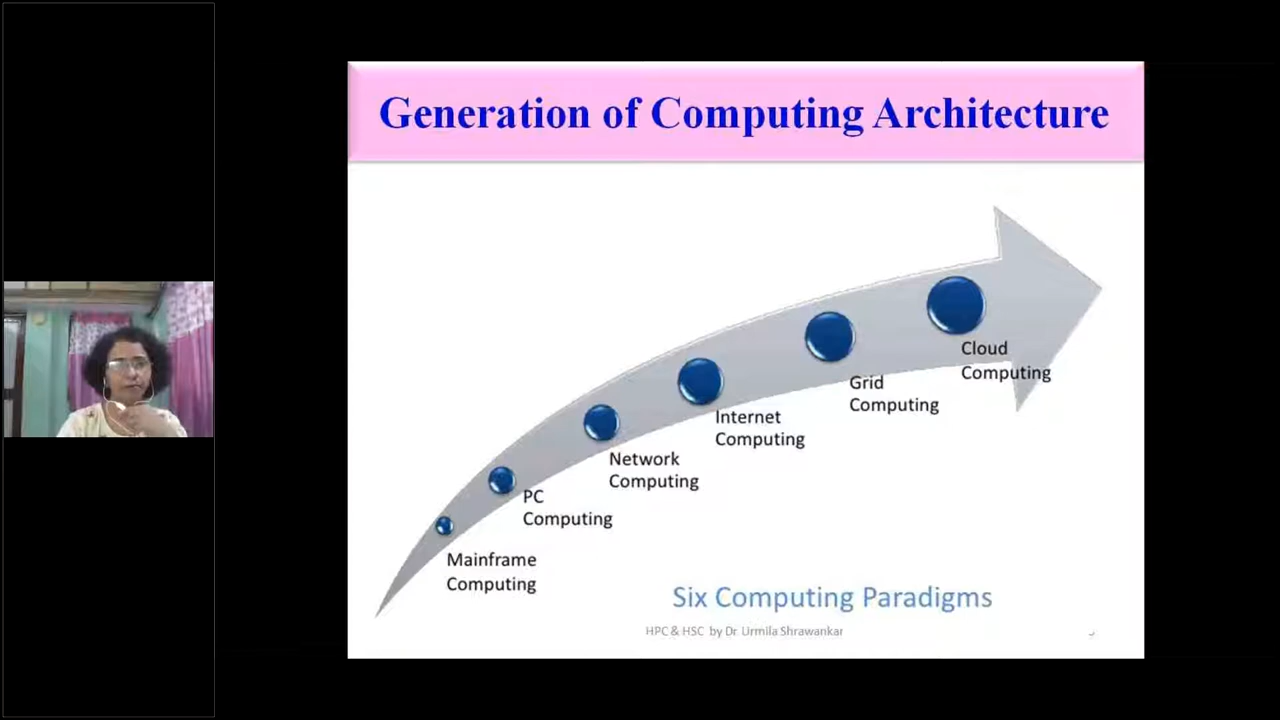 Generation of Computing Architecture
Cloud
Computing
Grid
Computing
Internet
Computing
Network
Computing
PC
Computing
Mainframe
Computing
Six Computing Paradigms
HPC & HSC by Dr. Urmila Shrawankar